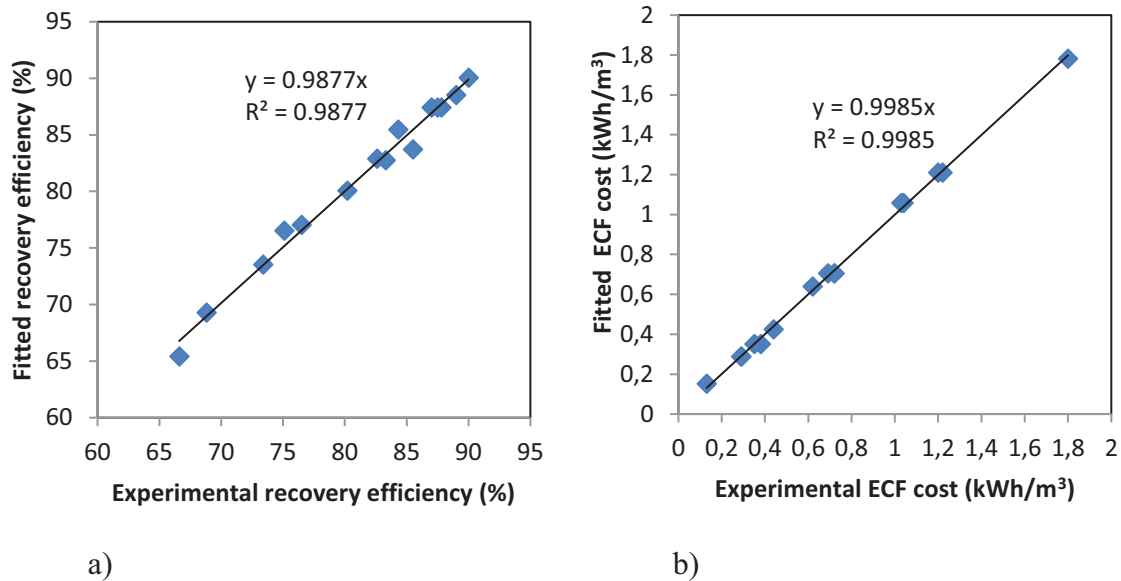 95
90
85
80
75
70
65
60
Fitted recovery efficiency (%)
y = 0.9877x
R² = 0.9877
60 65 70 75 80 85 90 95
Experimental recovery efficiency (%)
a)
2
1,8
1,6
1,4
1,2
1
0,8
0,6
0,4
0,2
0
Fitted ECF cost (kWh/m³)
y = 0.9985x
R² = 0.9985
0 0,2 0,4 0,6 0,8 1 1,2 1,4 1,6 1,8 2
Experimental ECF cost (kWh/m³)
b)